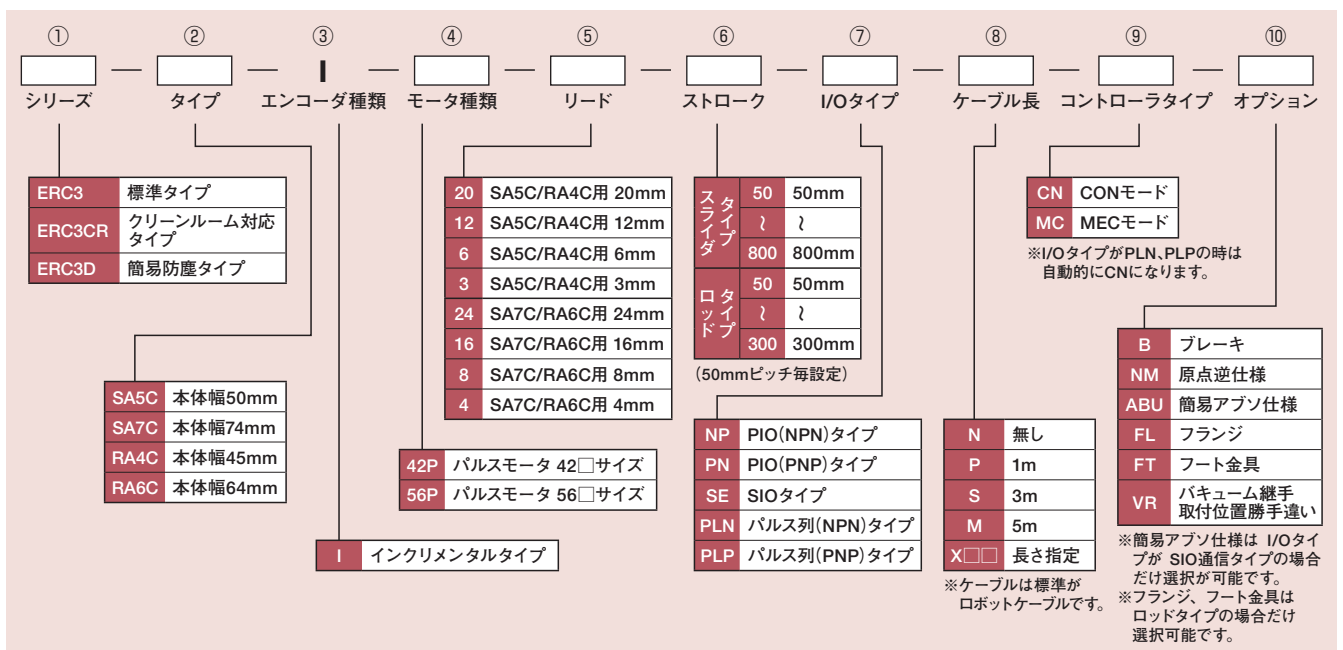 ① ② ③ ④ ⑤ ⑥ ⑦ ⑧ ⑨ ⑩
— — I — — — — — — —
シリーズ タイプ エンコーダ種類 モータ種類 リード ストローク I/Oタイプ ケーブル長 コントローラタイプ オプション
ERC3 標準タイプ
ERC3CR クリーンルーム対応
タイプ
ERC3D 簡易防塵タイプ
SA5C 本体幅50mm
SA7C 本体幅74mm
RA4C 本体幅45mm
RA6C 本体幅64mm
I インクリメンタルタイプ
42P パルスモータ 42□サイズ
56P パルスモータ 56□サイズ
20 SA5C/RA4C用 20mm
12 SA5C/RA4C用 12mm
6 SA5C/RA4C用 6mm
3 SA5C/RA4C用 3mm
24 SA7C/RA6C用 24mm
16 SA7C/RA6C用 16mm
8 SA7C/RA6C用 8mm
4 SA7C/RA6C用 4mm
スライダ
タイプ
50 50mm
〜 〜
800 800mm
ロッド
タイプ
50 50mm
〜 〜
300 300mm
(50mmピッチ毎設定)
NP PIO(NPN)タイプ
PN PIO(PNP)タイプ
SE SIOタイプ
PLN パルス列(NPN)タイプ
PLP パルス列(PNP)タイプ
N 無し
P 1m
S 3m
M 5m
X□□ 長さ指定
※ケーブルは標準が
ロボットケーブルです。
CN CONモード
MC MECモード
※I/OタイプがPLN、PLPの時は
自動的にCNになります。
B ブレーキ
NM 原点逆仕様
ABU 簡易アブソ仕様
FL フランジ
FT フート金具
VR バキューム継手
取付位置勝手違い
※簡易アブソ仕様は I/Oタイ
プが SIO通信タイプの場合
だけ選択が可能です。
※フランジ、フート金具は
ロッドタイプの場合だけ
選択可能です。